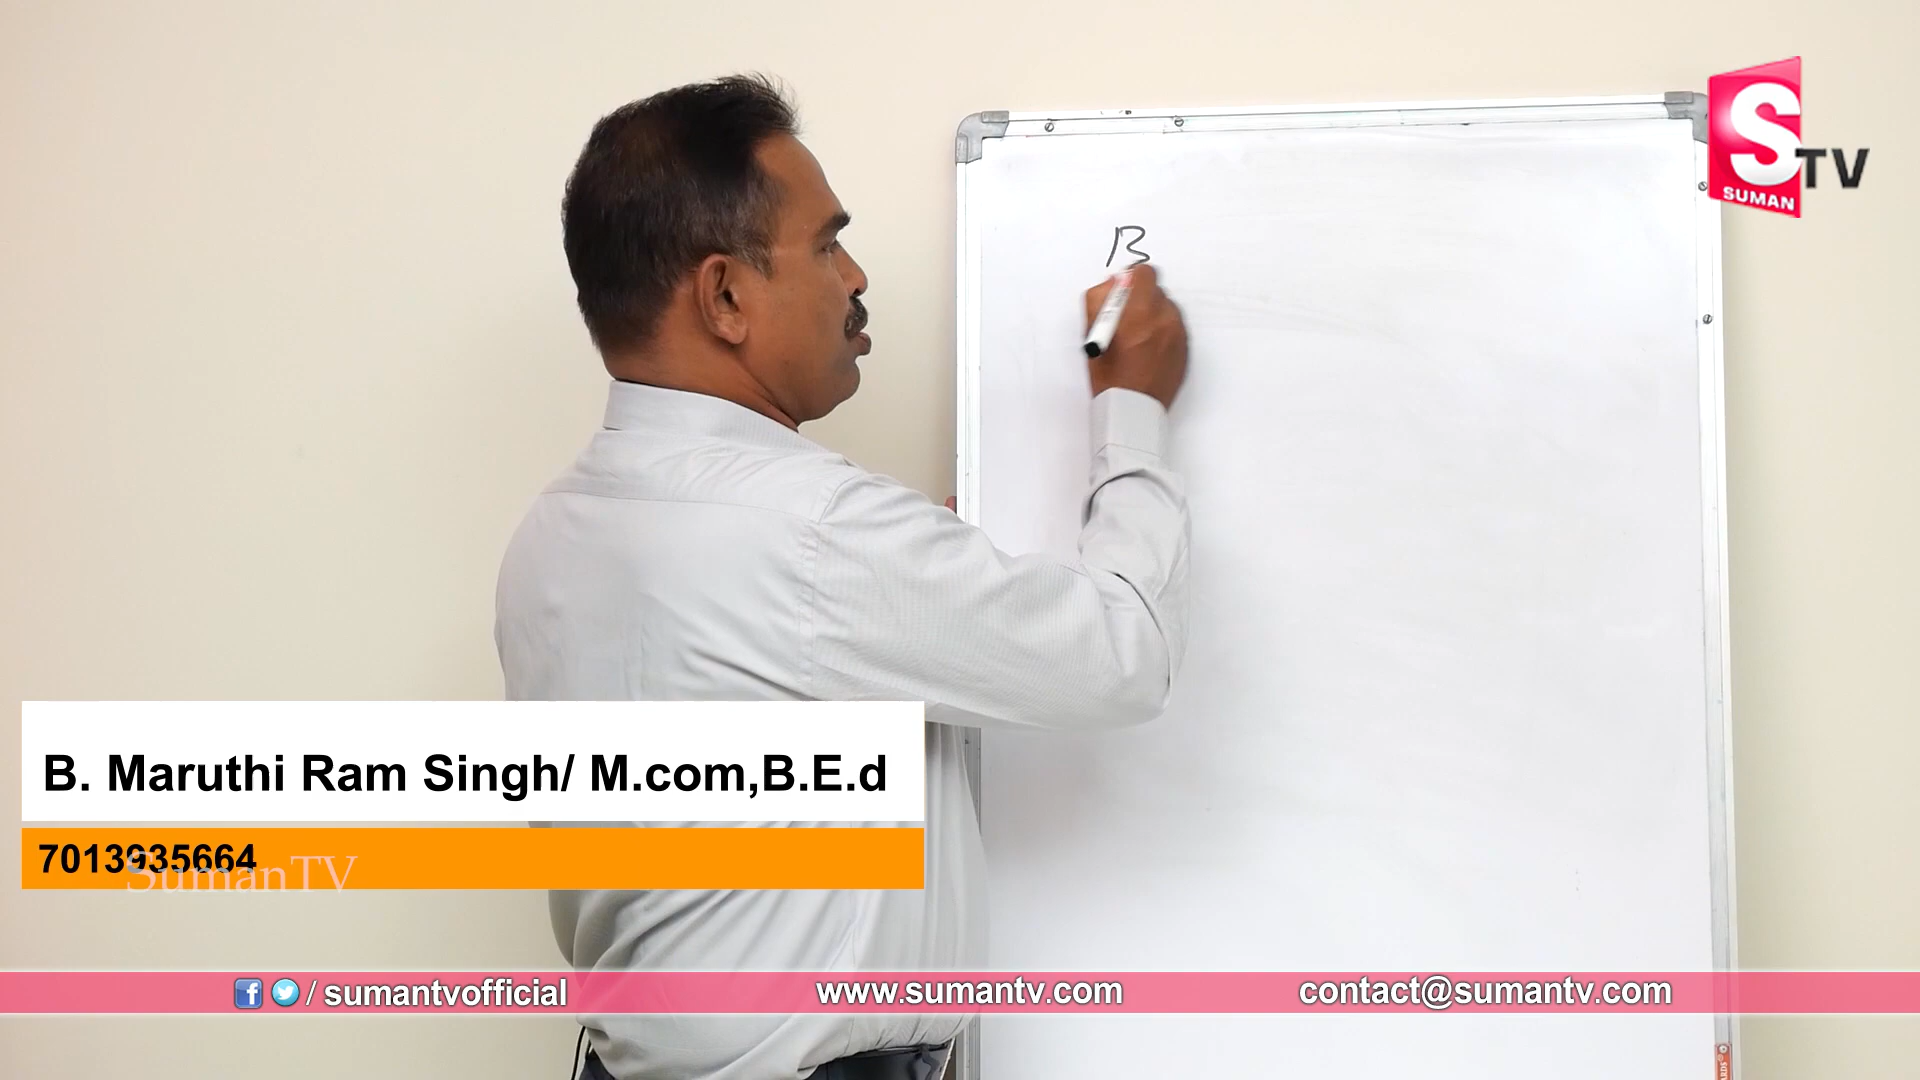 S
TV
SUMAN
B
B. Maruthi Ram Singh/ M.com,B.E.d
7013935664
SumanTV
/ sumantvofficial
www.sumantv.com
contact@sumantv.com